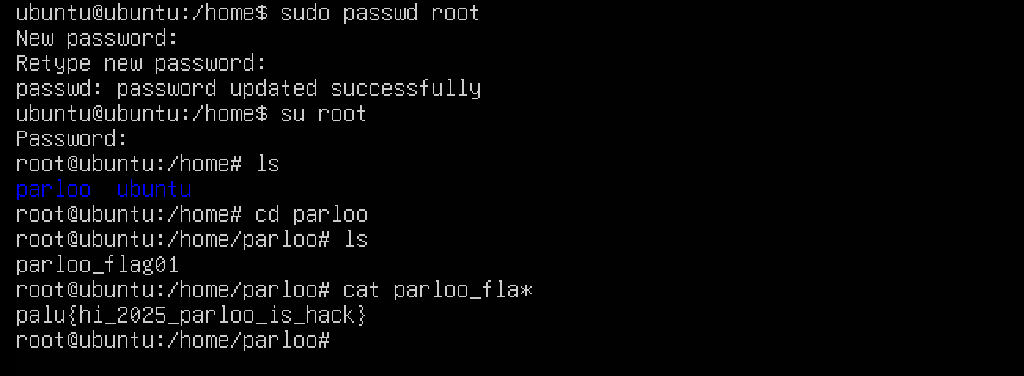 ubuntu@ubuntu:/home$ sudo passwd root
New password:
Retype new password:
passwd: password updated successfully
ubuntu@ubuntu:/home$ su root
Password:
root@ubuntu:/home# ls
parloo  ubuntu
root@ubuntu:/home# cd parloo
root@ubuntu:/home/parloo# ls
parloo_flag01
root@ubuntu:/home/parloo# cat parloo_fla*
palu{hi_2025_parloo_is_hack}
root@ubuntu:/home/parloo#